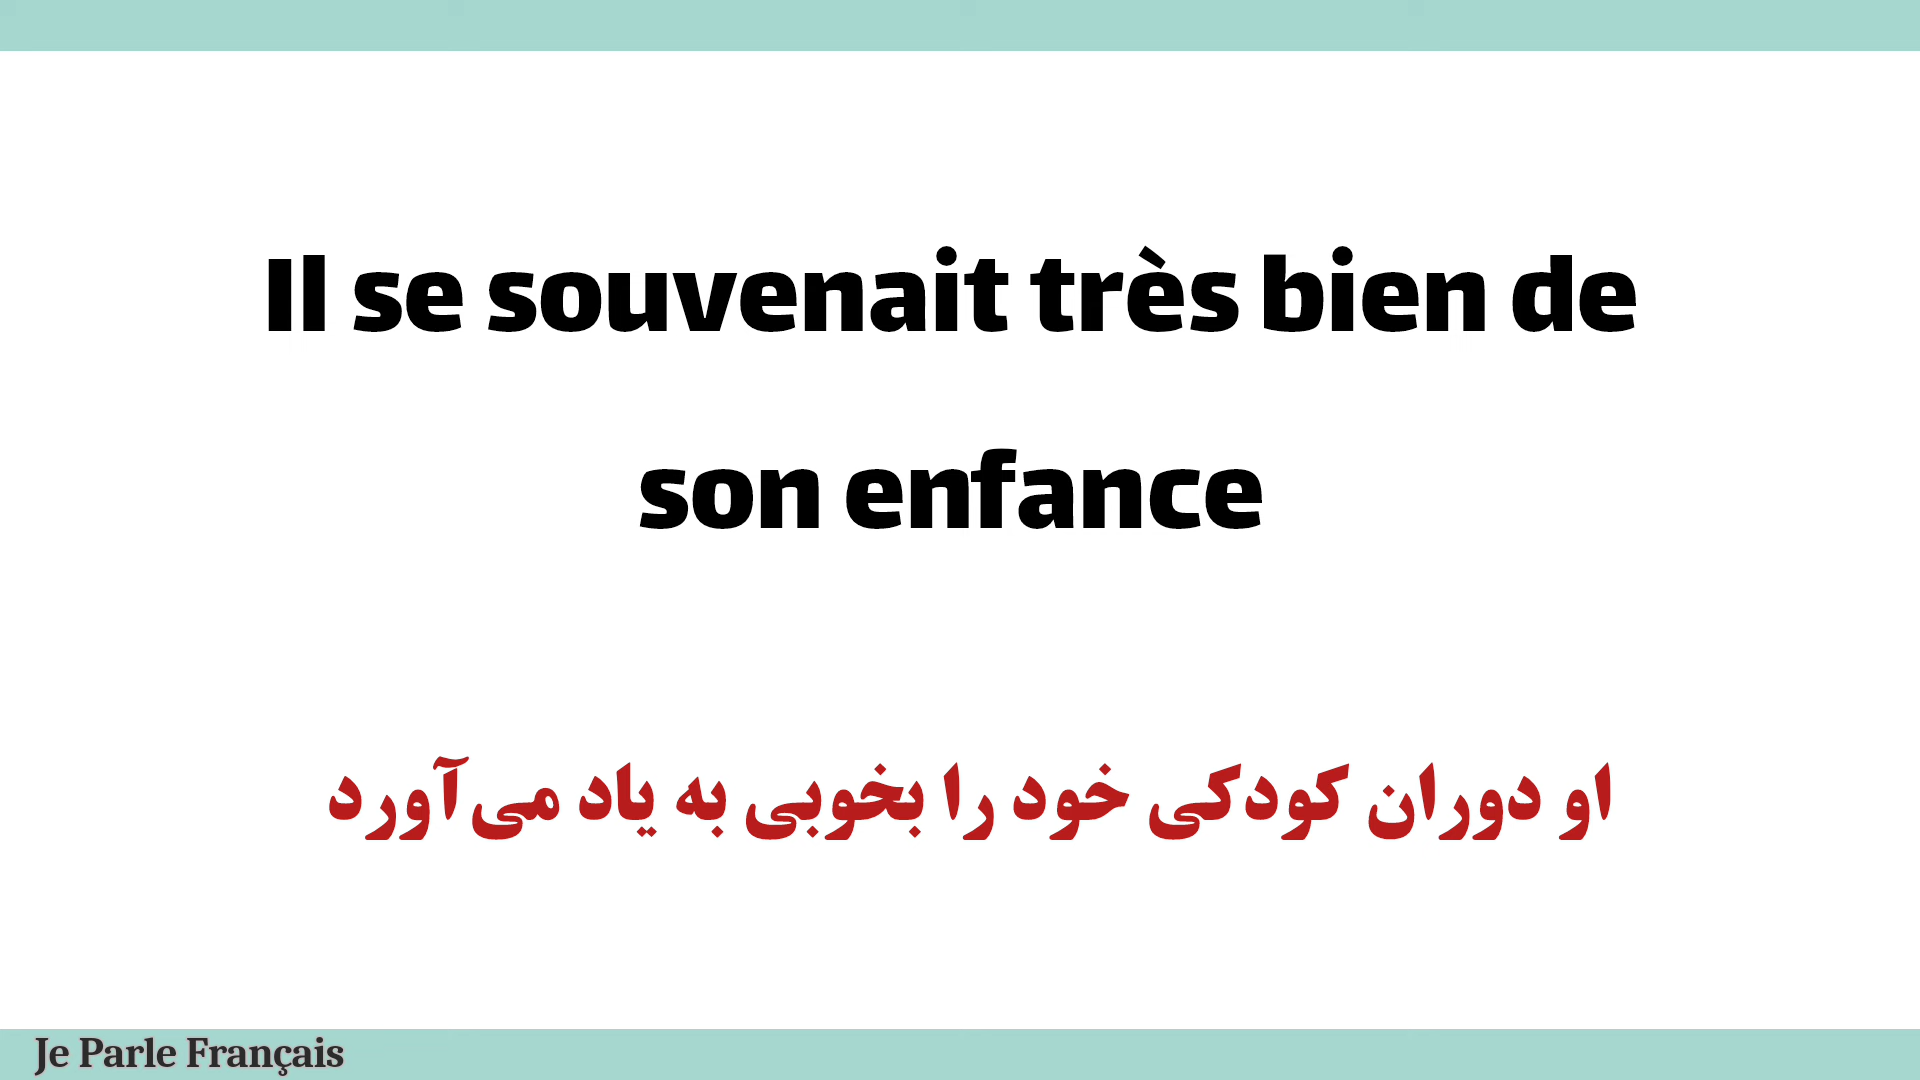 Il se souvenait très bien de
son enfance
او دوران کودکی خود را بخوبی به یاد می‌آورد
Je Parle Français